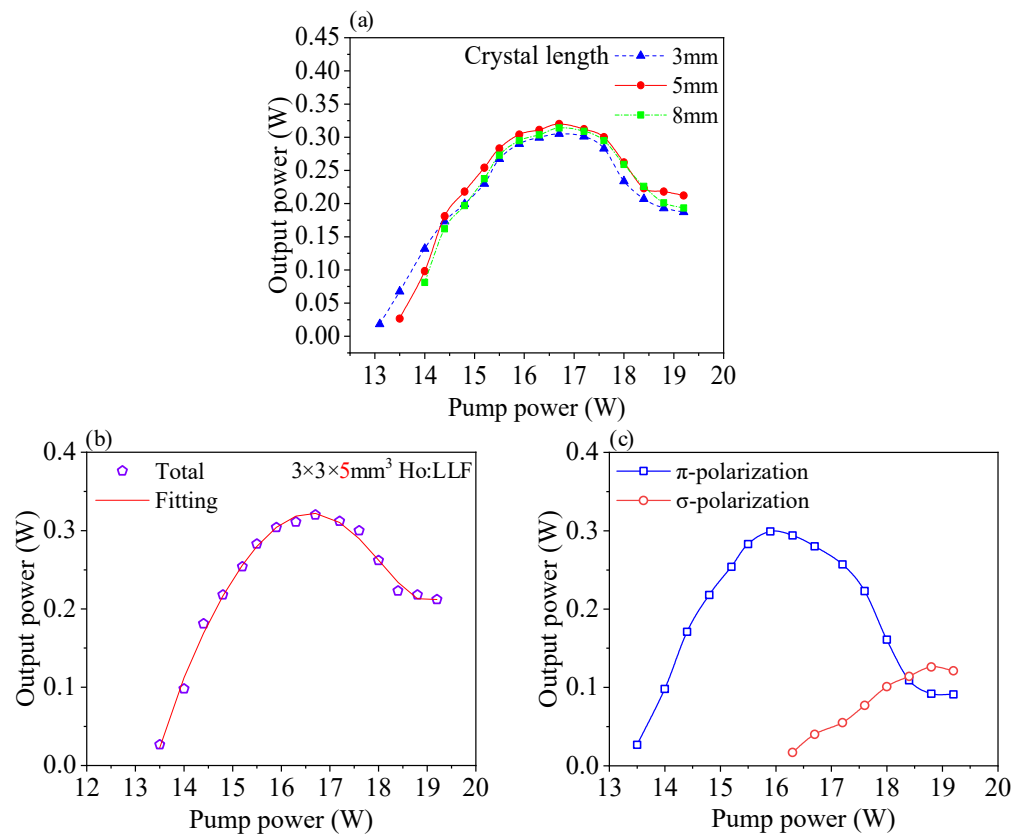 (a)
Crystal length
3mm
5mm
8mm
0.45
0.40
0.35
0.30
0.25
0.20
0.15
0.10
0.05
0.00
Output power (W)
13 14 15 16 17 18 19 20
Pump power (W)
(b)
Total
Fitting
3×3×5mm³ Ho:LLF
0.4
0.3
0.2
0.1
0.0
Output power (W)
12 13 14 15 16 17 18 19 20
Pump power (W)
(c)
π-polarization
σ-polarization
0.4
0.3
0.2
0.1
0.0
Output power (W)
13 14 15 16 17 18 19 20
Pump power (W)